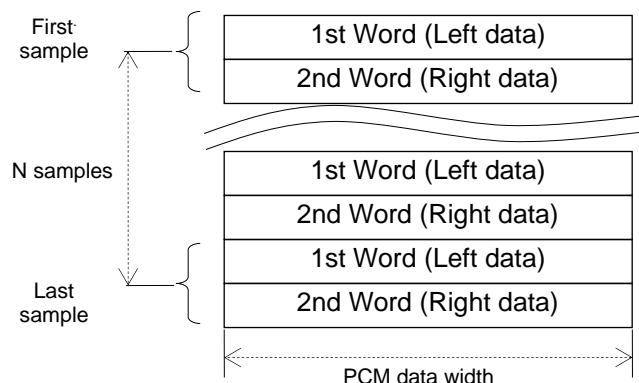 First
sample
1st Word (Left data)
2nd Word (Right data)
N samples
1st Word (Left data)
2nd Word (Right data)
1st Word (Left data)
2nd Word (Right data)
Last
sample
PCM data width